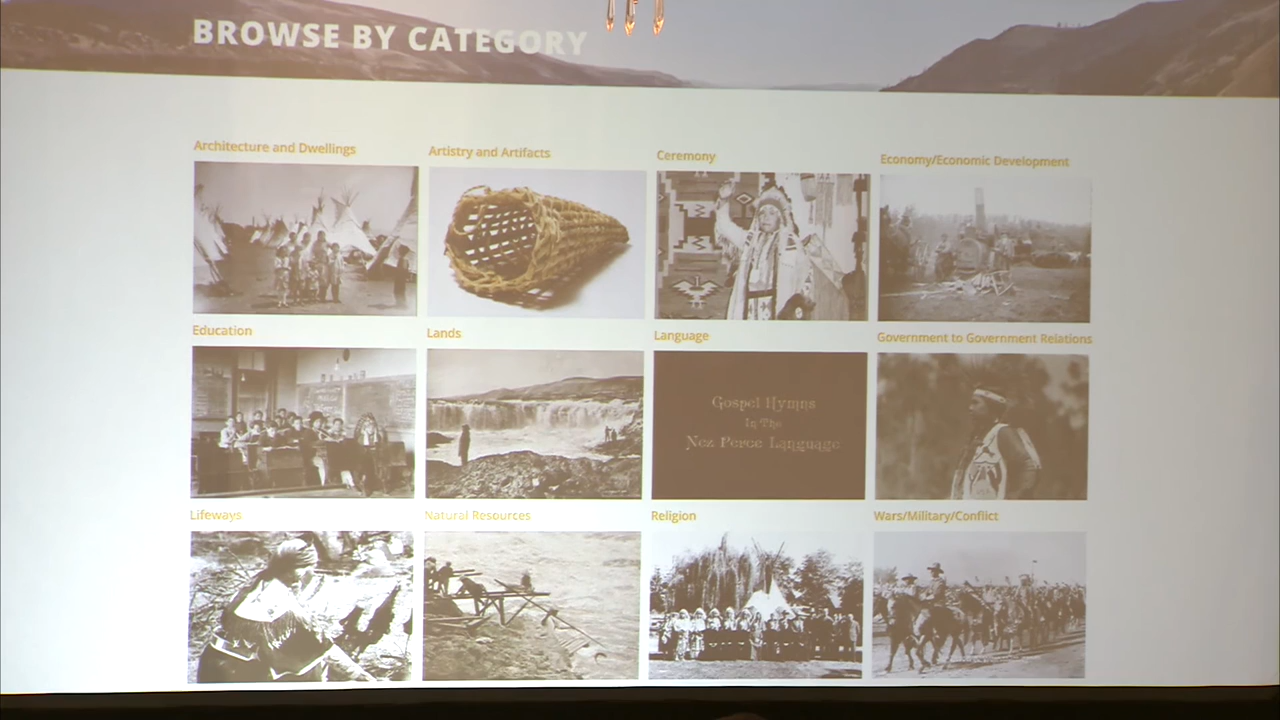 BROWSE BY CATEGORY
Architecture and Dwellings
Artistry and Artifacts
Ceremony
Economy/Economic Development
Education
Lands
Language
Government to Government Relations
Gospel Hymns
In The
Nez Perce Language
Lifeways
Natural Resources
Religion
Wars/Military/Conflict